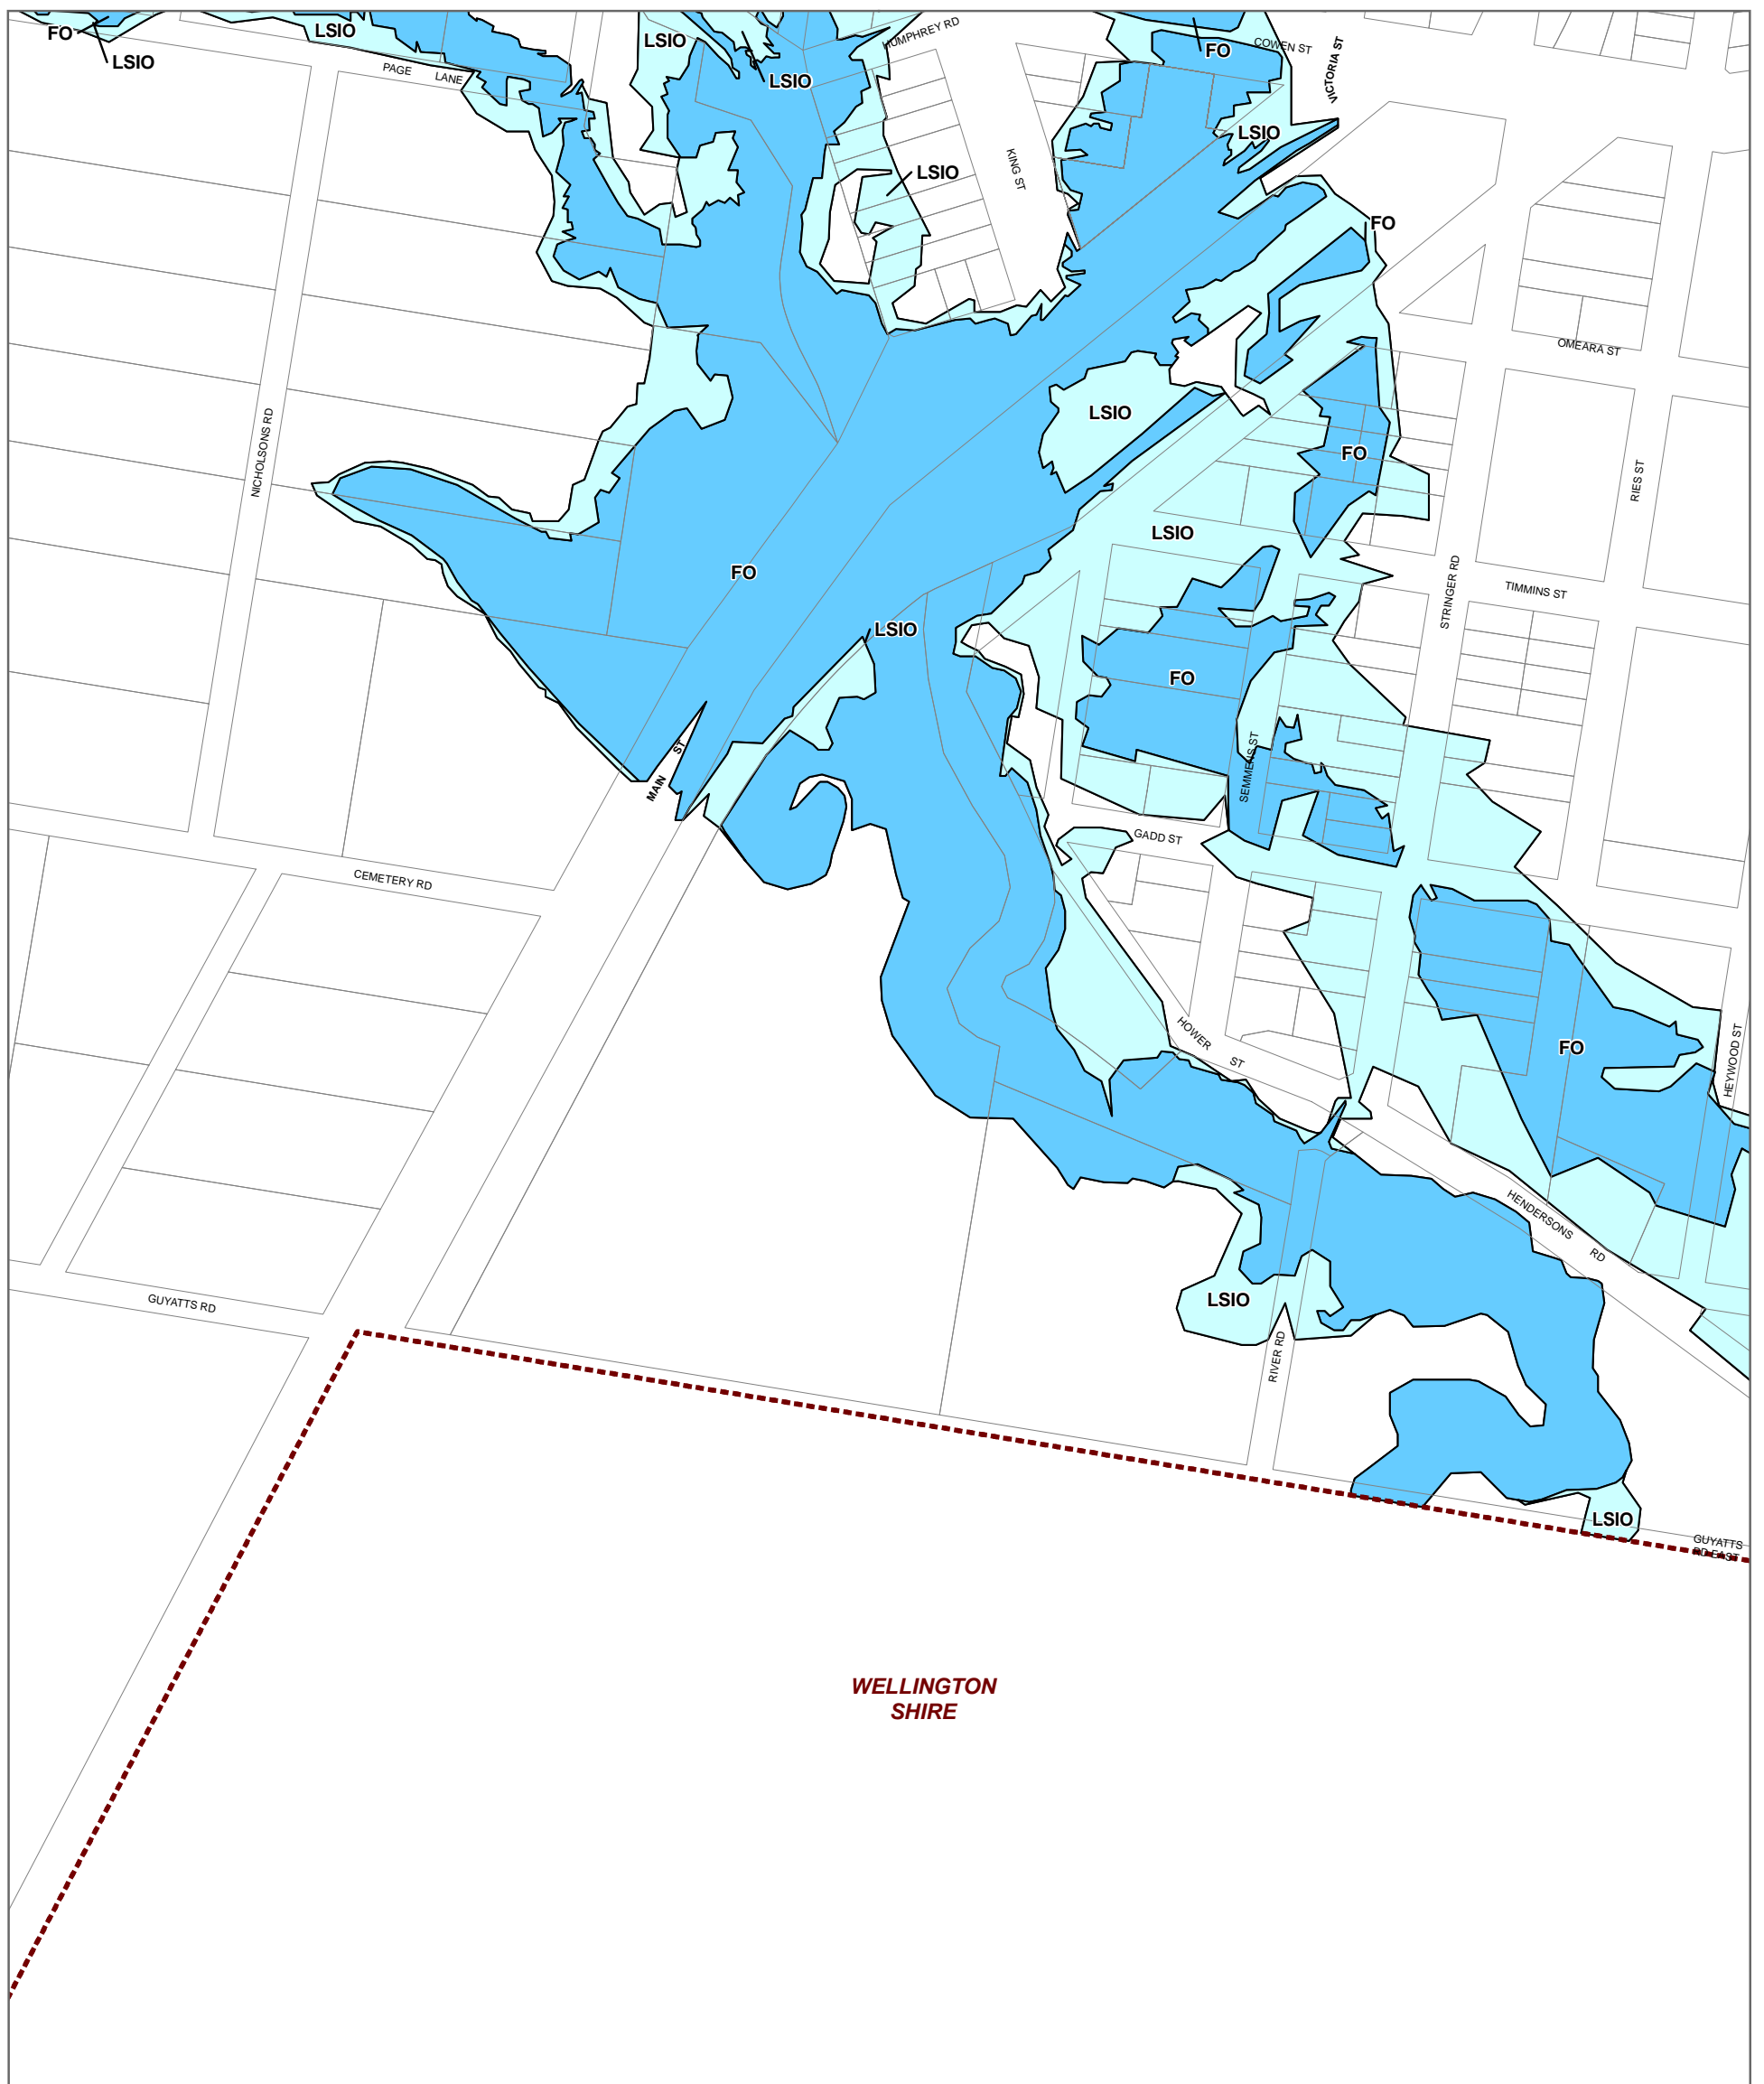 FO
LSIO
LSIO
PAGE LANE
LSIO
LSIO
HUMPHREY RD
FO
COWEN ST
VICTORIA ST
LSIO
LSIO
KING ST
FO
OMEARA ST
NICHOLSONS RD
LSIO
FO
RIES ST
LSIO
FO
STRINGER RD
TIMMINS ST
LSIO
FO
MAIN ST
SEMMENS ST
GADD ST
CEMETERY RD
HOWER ST
FO
HEYWOOD ST
HENDERSONS RD
GUYATTS RD
LSIO
RIVER RD
LSIO
GUYATTS
RD EAST
WELLINGTON
SHIRE